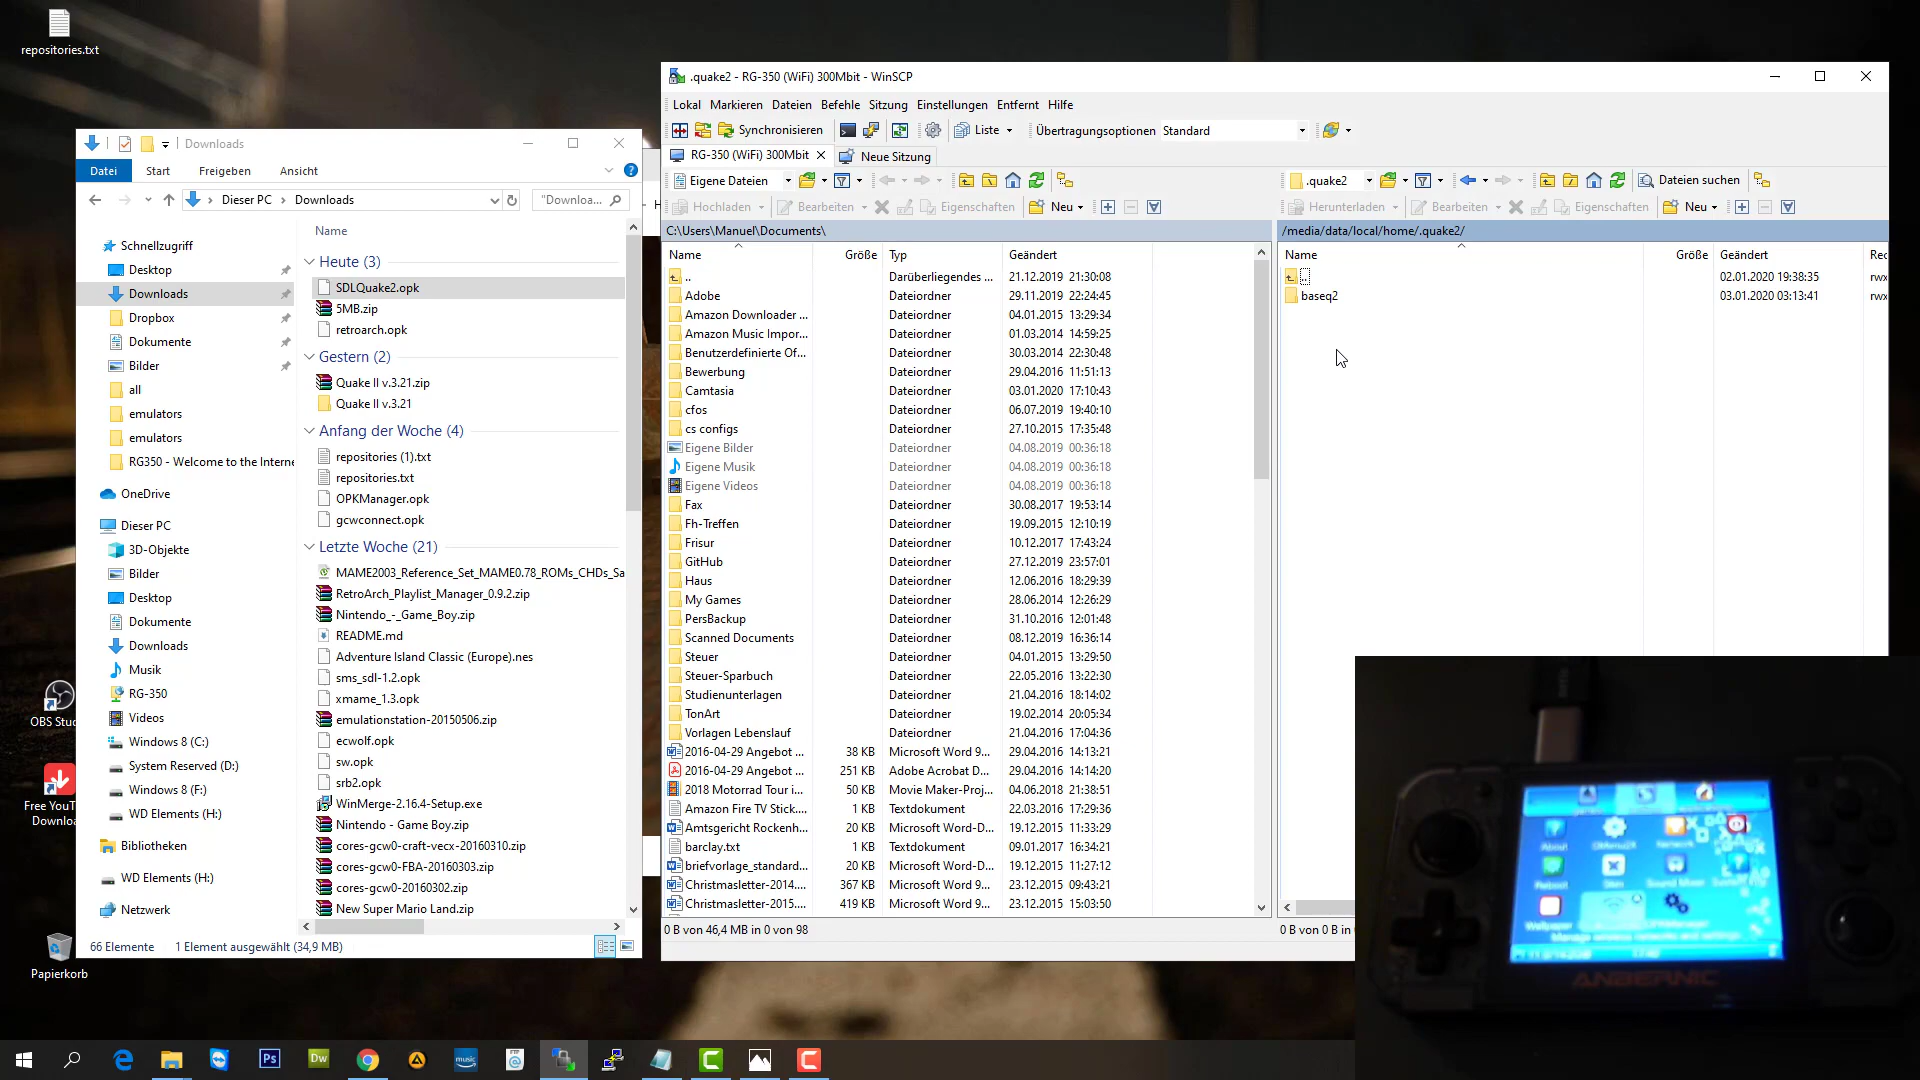 repositories.txt
Downloads
Datei Start Freigeben Ansicht
Dieser PC Downloads
"Downloa...
Schnellzugriff
Desktop
Downloads
Dropbox
Dokumente
Bilder
all
emulators
emulators
RG350 - Welcome to the Interne
OneDrive
Dieser PC
3D-Objekte
Bilder
Desktop
Dokumente
Downloads
Musik
RG-350
Videos
Windows 8 (C:)
System Reserved (D:)
Windows 8 (F:)
WD Elements (H:)
Bibliotheken
WD Elements (H:)
Netzwerk
Name
Heute (3)
SDLQuake2.opk
5MB.zip
retroarch.opk
Gestern (2)
Quake II v.3.21.zip
Quake II v.3.21
Anfang der Woche (4)
repositories (1).txt
repositories.txt
OPKManager.opk
gcwconnect.opk
Letzte Woche (21)
MAME2003_Reference_Set_MAME0.78_ROMs_CHDs_Sa
RetroArch_Playlist_Manager_0.9.2.zip
Nintendo_-_Game_Boy.zip
README.md
Adventure Island Classic (Europe).nes
sms_sdl-1.2.opk
xmame_1.3.opk
emulationstation-20150506.zip
ecwolf.opk
sw.opk
srb2.opk
WinMerge-2.16.4-Setup.exe
Nintendo - Game Boy.zip
cores-gcw0-craft-vecx-20160310.zip
cores-gcw0-FBA-20160303.zip
cores-gcw0-20160302.zip
New Super Mario Land.zip
66 Elemente 1 Element ausgewählt (34,9 MB)
OBS Stud
Free YouT
Downloa
Papierkorb
.quake2 - RG-350 (WiFi) 300Mbit - WinSCP
Lokal Markieren Dateien Befehle Sitzung Einstellungen Entfernt Hilfe
Synchronisieren Liste Übertragungsoptionen Standard
RG-350 (WiFi) 300Mbit Neue Sitzung
Eigene Dateien
Hochladen Bearbeiten Eigenschaften Neu
C:\Users\Manuel\Documents\
Name Größe Typ Geändert
.. Darüberliegendes ... 21.12.2019 21:30:08
Adobe Dateiordner 29.11.2019 22:24:45
Amazon Downloader ... Dateiordner 04.01.2015 13:29:34
Amazon Music Impor... Dateiordner 01.03.2014 14:59:25
Benutzerdefinierte Of... Dateiordner 30.03.2014 22:30:48
Bewerbung Dateiordner 29.04.2016 11:51:13
Camtasia Dateiordner 03.01.2020 17:10:43
cfos Dateiordner 06.07.2019 19:40:10
cs configs Dateiordner 27.10.2015 17:35:48
Eigene Bilder Dateiordner 04.08.2019 00:36:18
Eigene Musik Dateiordner 04.08.2019 00:36:18
Eigene Videos Dateiordner 04.08.2019 00:36:18
Fax Dateiordner 30.08.2017 19:53:14
Fh-Treffen Dateiordner 19.09.2015 12:10:19
Frisur Dateiordner 10.12.2017 17:43:24
GitHub Dateiordner 27.12.2019 23:57:01
Haus Dateiordner 12.06.2016 18:29:39
My Games Dateiordner 28.06.2014 12:26:29
PersBackup Dateiordner 31.10.2016 12:01:48
Scanned Documents Dateiordner 08.12.2019 16:36:14
Steuer Dateiordner 04.01.2015 13:29:50
Steuer-Sparbuch Dateiordner 22.05.2016 13:22:30
Studienunterlagen Dateiordner 21.04.2016 18:14:02
TonArt Dateiordner 19.02.2014 20:05:34
Vorlagen Lebenslauf Dateiordner 21.04.2016 17:04:36
2016-04-29 Angebot ... 38 KB Microsoft Word 9... 29.04.2016 14:13:21
2016-04-29 Angebot ... 251 KB Adobe Acrobat D... 29.04.2016 14:14:20
2018 Motorrad Tour i... 50 KB Movie Maker-Proj... 04.06.2018 21:38:51
Amazon Fire TV Stick.... 1 KB Textdokument 22.03.2016 17:29:36
Amtsgericht Rockenh... 20 KB Microsoft Word-D... 19.12.2015 11:33:29
barclay.txt 1 KB Textdokument 09.01.2017 16:34:21
briefvorlage_standard... 20 KB Microsoft Word-D... 19.12.2015 11:27:12
Christmasletter-2014.... 367 KB Microsoft Word 9... 23.12.2015 09:43:21
Christmasletter-2015.... 419 KB Microsoft Word 9... 23.12.2015 15:03:50
0 B von 46,4 MB in 0 von 98
.quake2 Dateien suchen
Herunterladen Bearbeiten Eigenschaften Neu
/media/data/local/home/.quake2/
Name Größe Geändert Rec
.. 02.01.2020 19:38:35 rwx
baseq2 03.01.2020 03:13:41 rwx
0 B von 0 B in
About
Reboot
Skin
Sound Mixer
Wallpaper
Manage wireless networks and settings
ANBERNIC
Ps
Dw
music
FTP